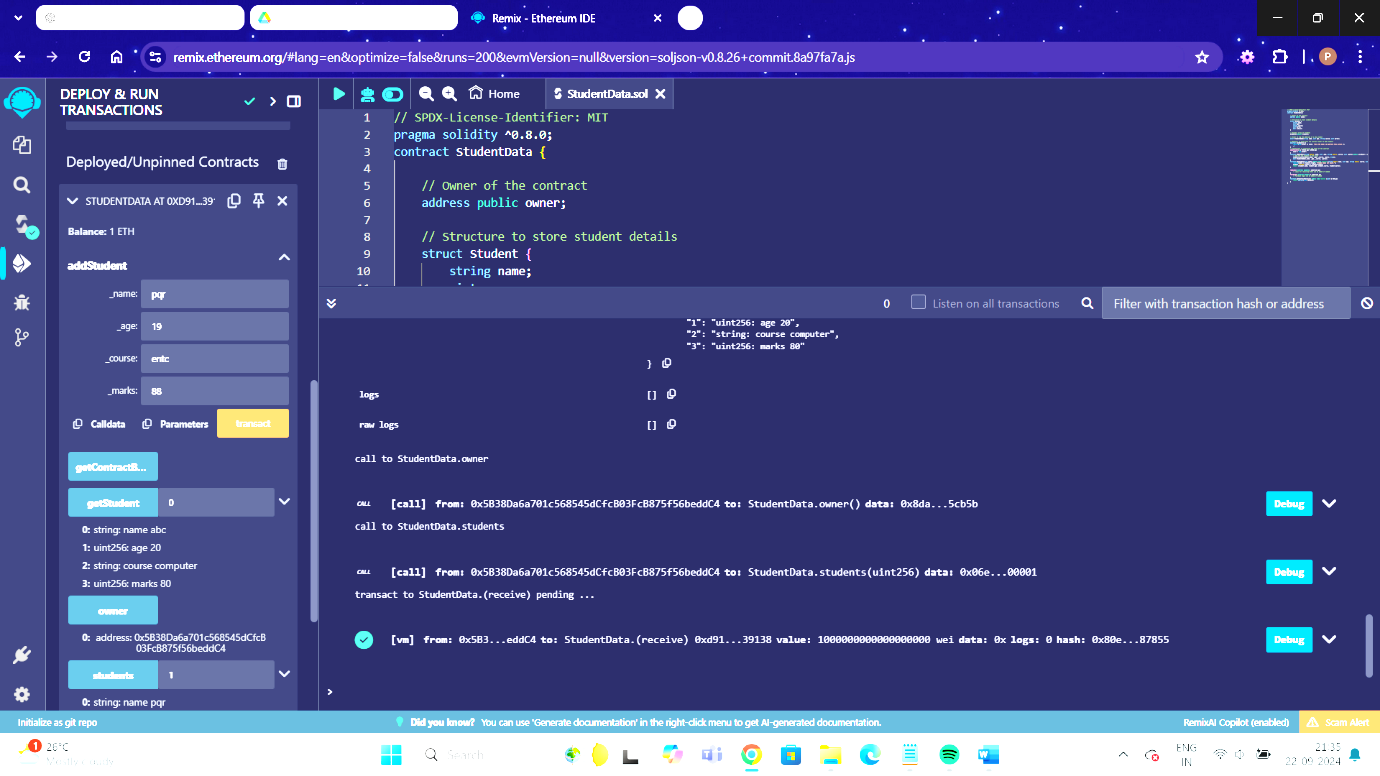 Remix - Ethereum IDE
remix.ethereum.org/#lang=en&optimize=false&runs=200&evmVersion=null&version=soljson-v0.8.26+commit.8a97fa7a.js
P
DEPLOY & RUN
TRANSACTIONS
Deployed/Unpinned Contracts
STUDENTDATA AT 0XD91...39
Balance: 1 ETH
addStudent
_name: pqr
_age: 19
_course: entc
_marks: 88
Calldata Parameters transact
getContractB...
getStudent 0
0: string: name abc
1: uint256: age 20
2: string: course computer
3: uint256: marks 80
owner
0: address: 0x5B38Da6a701c568545dCfcB
03FcB875f56beddC4
students 1
0: string: name pqr
Home
StudentData.sol
1 // SPDX-License-Identifier: MIT
2 pragma solidity ^0.8.0;
3 contract StudentData {
4
5 // Owner of the contract
6 address public owner;
7
8 // Structure to store student details
9 struct Student {
10 string name;
0 Listen on all transactions Filter with transaction hash or address
"1": "uint256: age 20",
"2": "string: course computer",
"3": "uint256: marks 80"
}
logs []
raw logs []
call to StudentData.owner
CALL [call] from: 0x5B38Da6a701c568545dCfcB03FcB875f56beddC4 to: StudentData.owner() data: 0x8da...5cb5b Debug
call to StudentData.students
CALL [call] from: 0x5B38Da6a701c568545dCfcB03FcB875f56beddC4 to: StudentData.students(uint256) data: 0x06e...00001 Debug
transact to StudentData.(receive) pending ...
[vm] from: 0x5B3...eddC4 to: StudentData.(receive) 0xd91...39138 value: 1000000000000000000 wei data: 0x logs: 0 hash: 0x80e...87855 Debug
>
Initialize as git repo
Did you know? You can use 'Generate documentation' in the right-click menu to get AI-generated documentation.
RemixAI Copilot (enabled)
Scam Alert
1
26°C
Mostly cloudy
Search
ENG
IN
21:35
22-09-2024